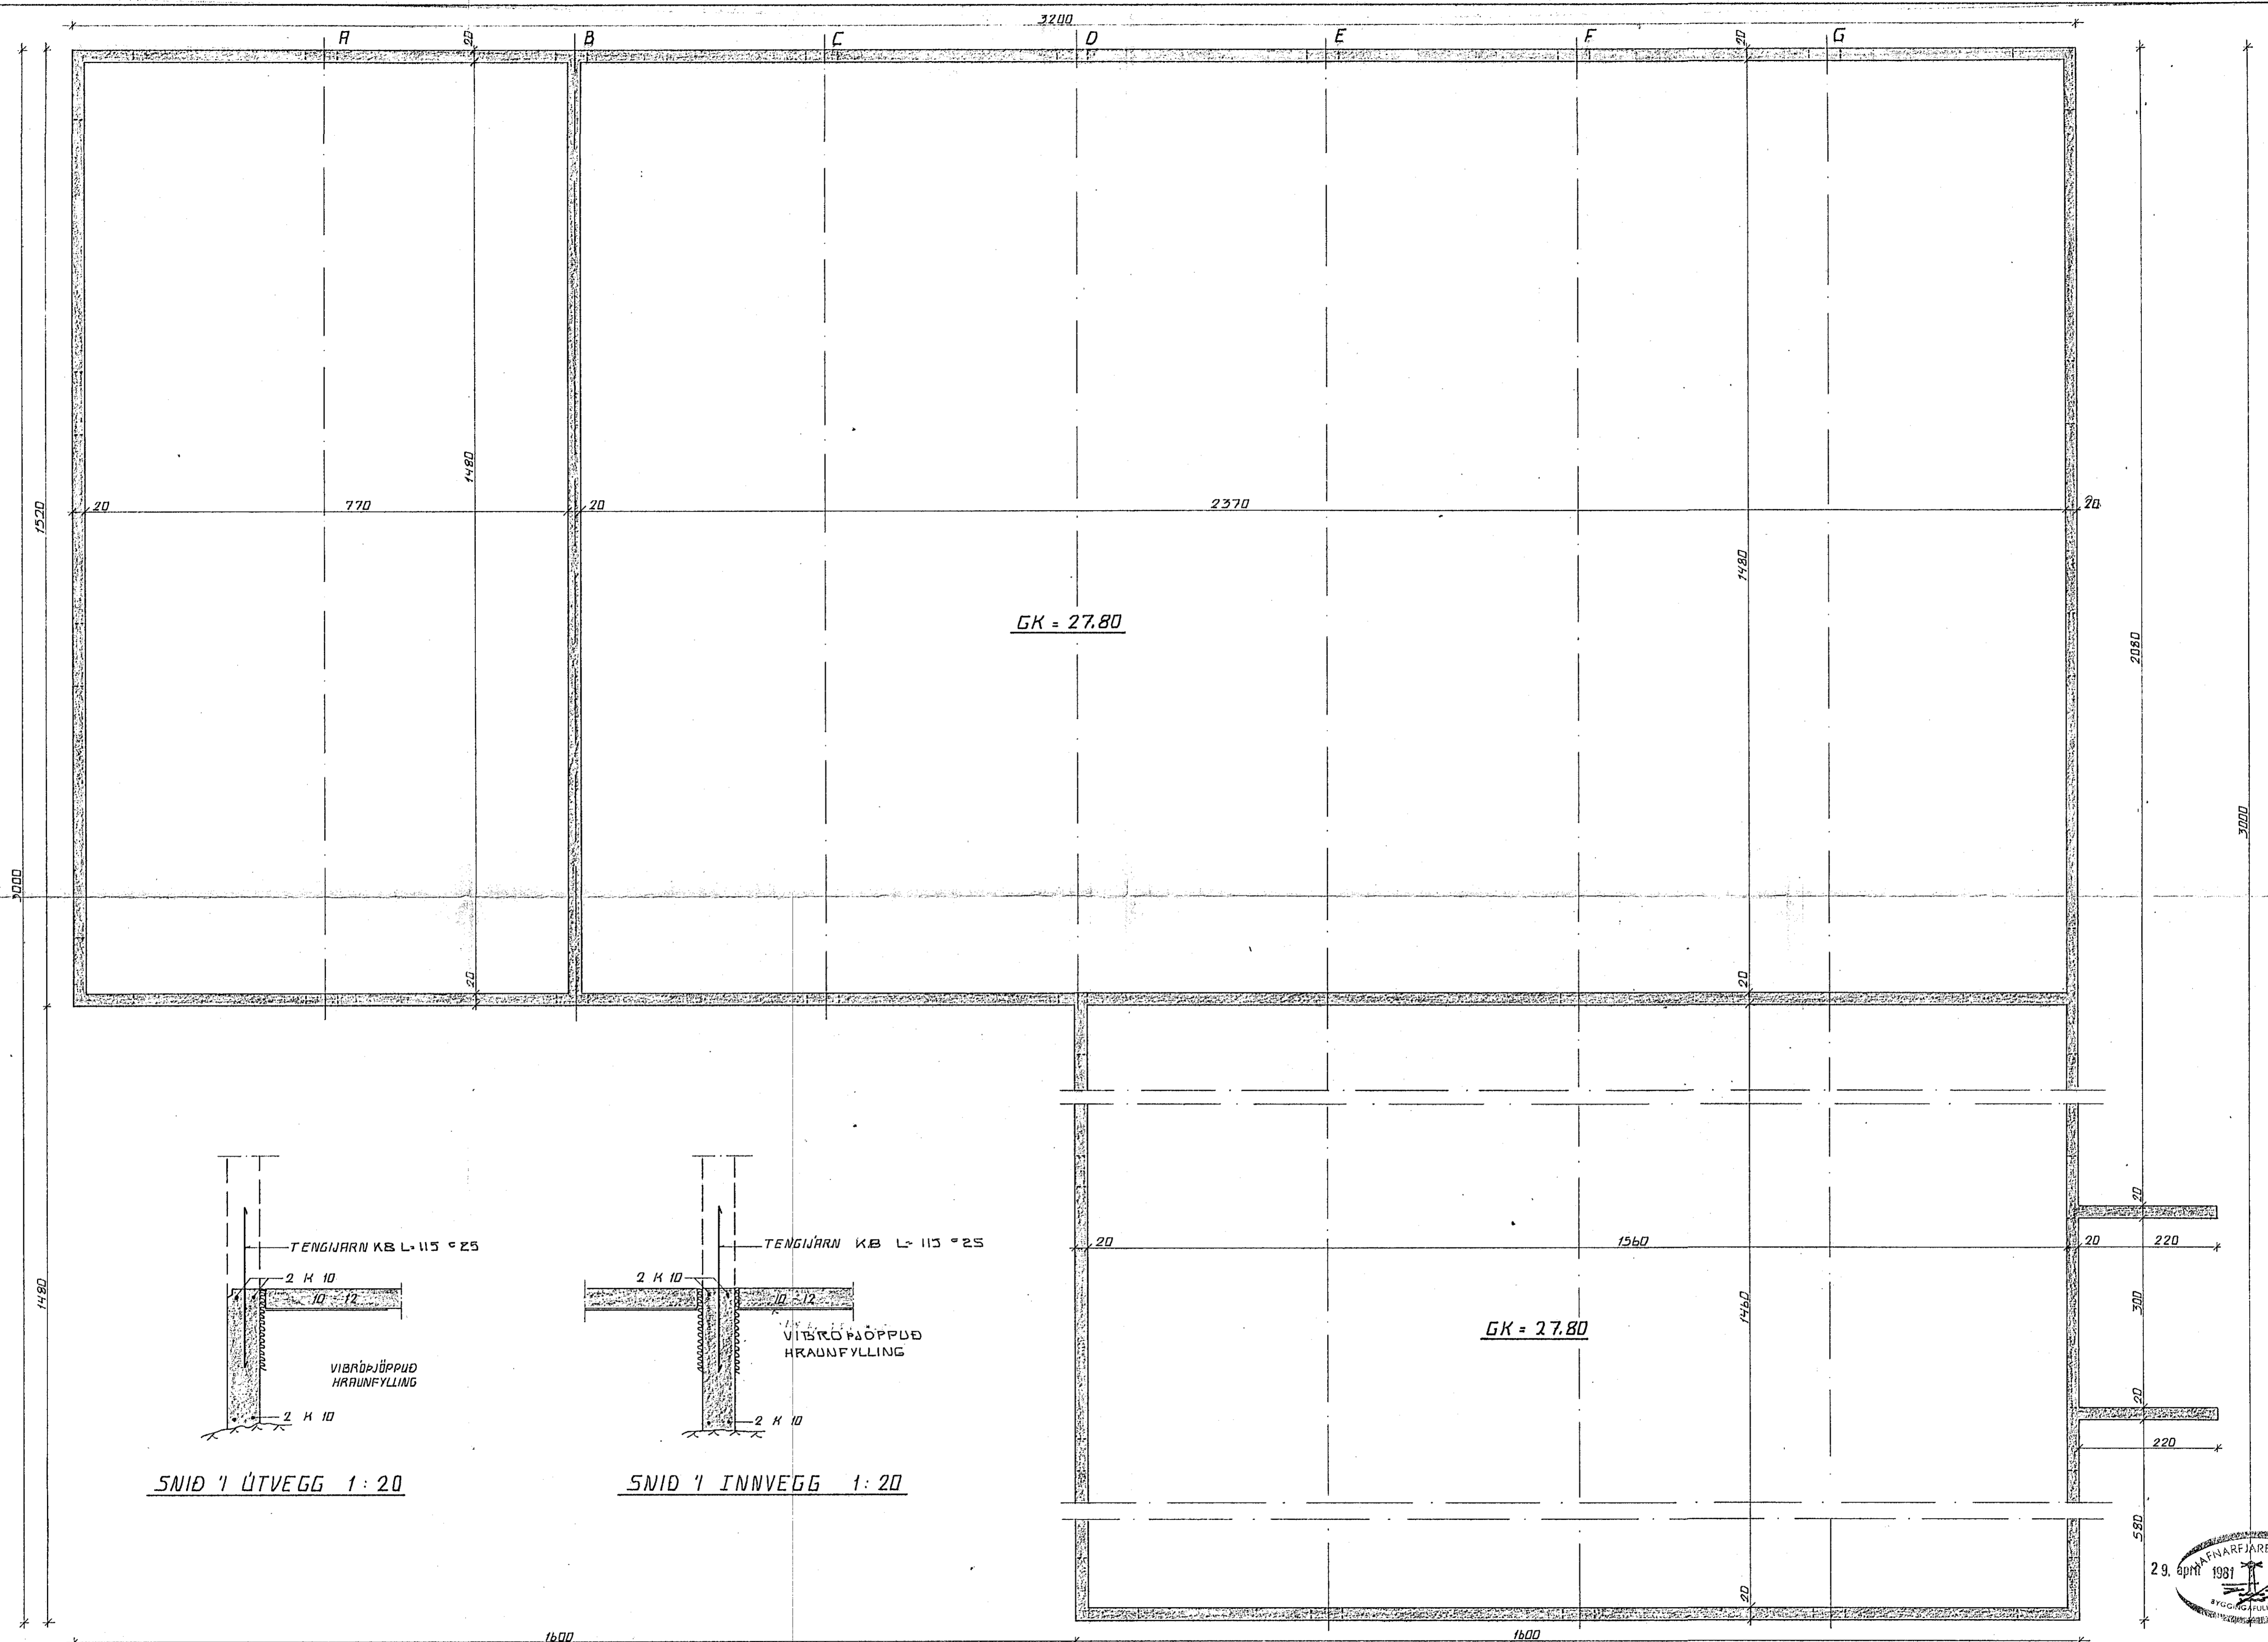 3200
A B C D E F G
20 20
1480
1520
20 770 20 2370 20
1480
GK = 27.80
2080
3000
20 20
20
TENGIJÁRN K8 L= 115 c 25
2 K 10
10 - 12
VIBRÓÞJÖPPUÐ
HRAUNFYLLING
2 K 10
SNIÐ Í ÚTVEGG 1:20
TENGIJÁRN K8 L= 115 c 25
2 K 10
10 - 12
VIBRÓÞJÖPPUÐ
HRAUNFYLLING
2 K 10
SNIÐ Í INNVEGG 1:20
1480
20 1560 20 220
300
1460
GK = 27.80
20
220
580
20
29. apríl 1981
1600 1600